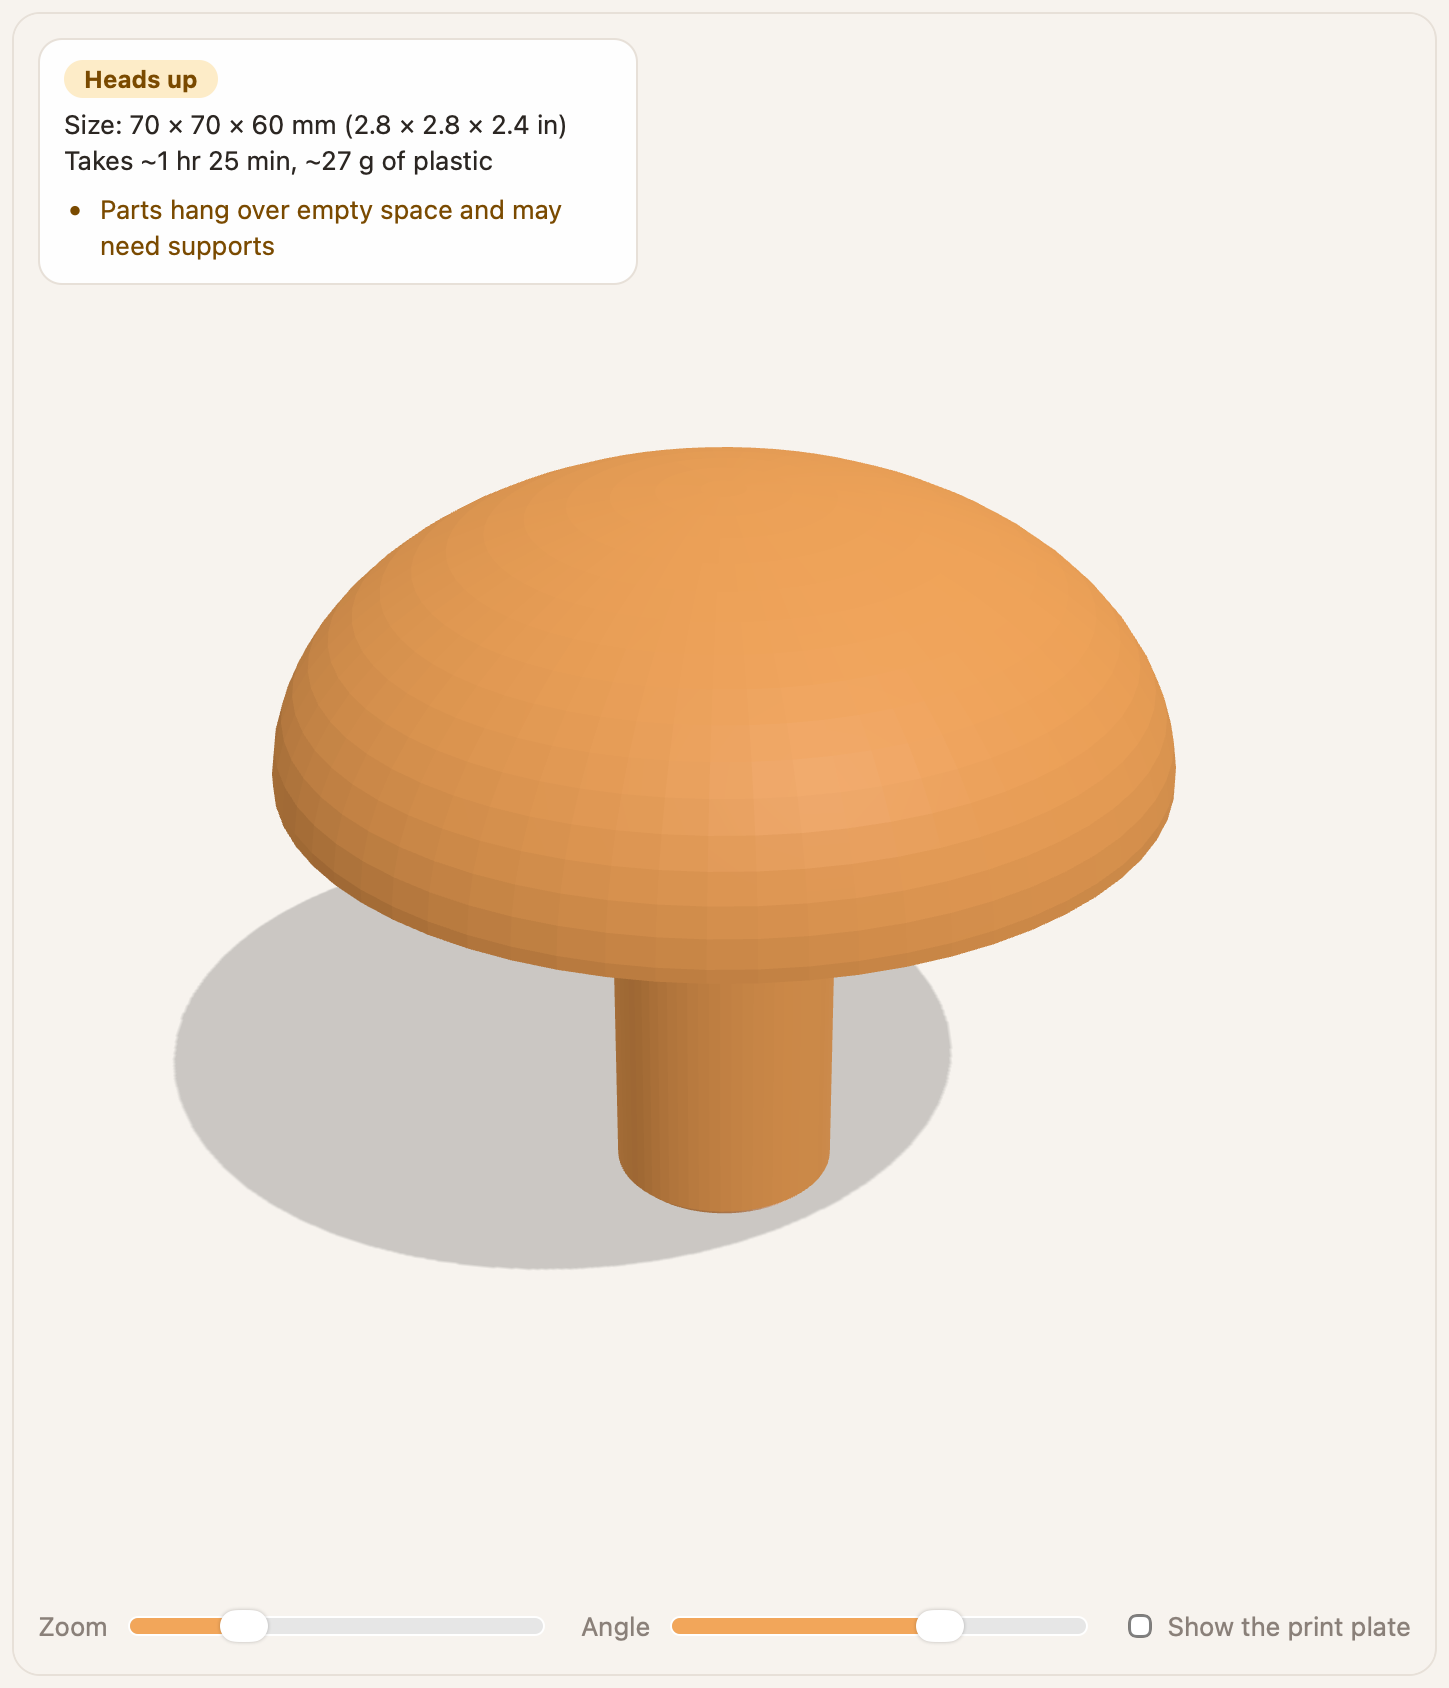 Heads up
Size: 70 × 70 × 60 mm (2.8 × 2.8 × 2.4 in)
Takes ~1 hr 25 min, ~27 g of plastic
• Parts hang over empty space and may
need supports
Zoom
Angle
Show the print plate